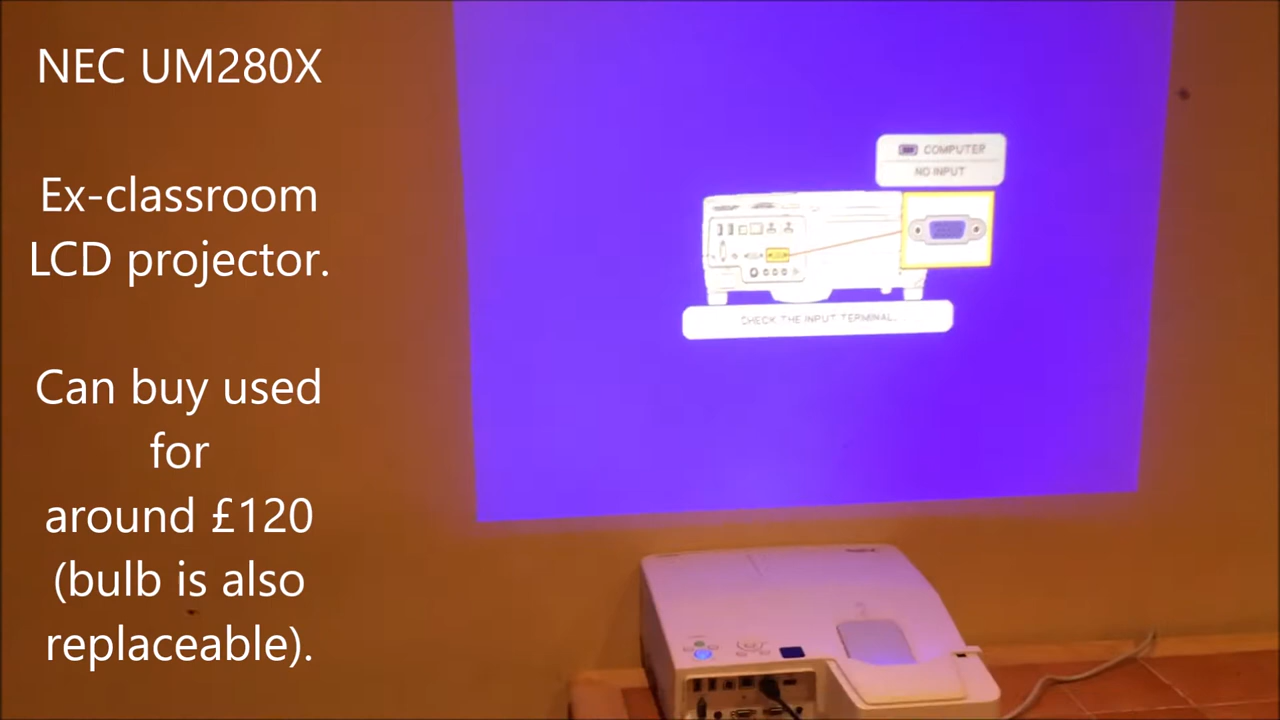 NEC UM280X
Ex-classroom
LCD projector.
Can buy used
for
around £120
(bulb is also
replaceable).
COMPUTER
NO INPUT
CHECK THE INPUT TERMINAL.